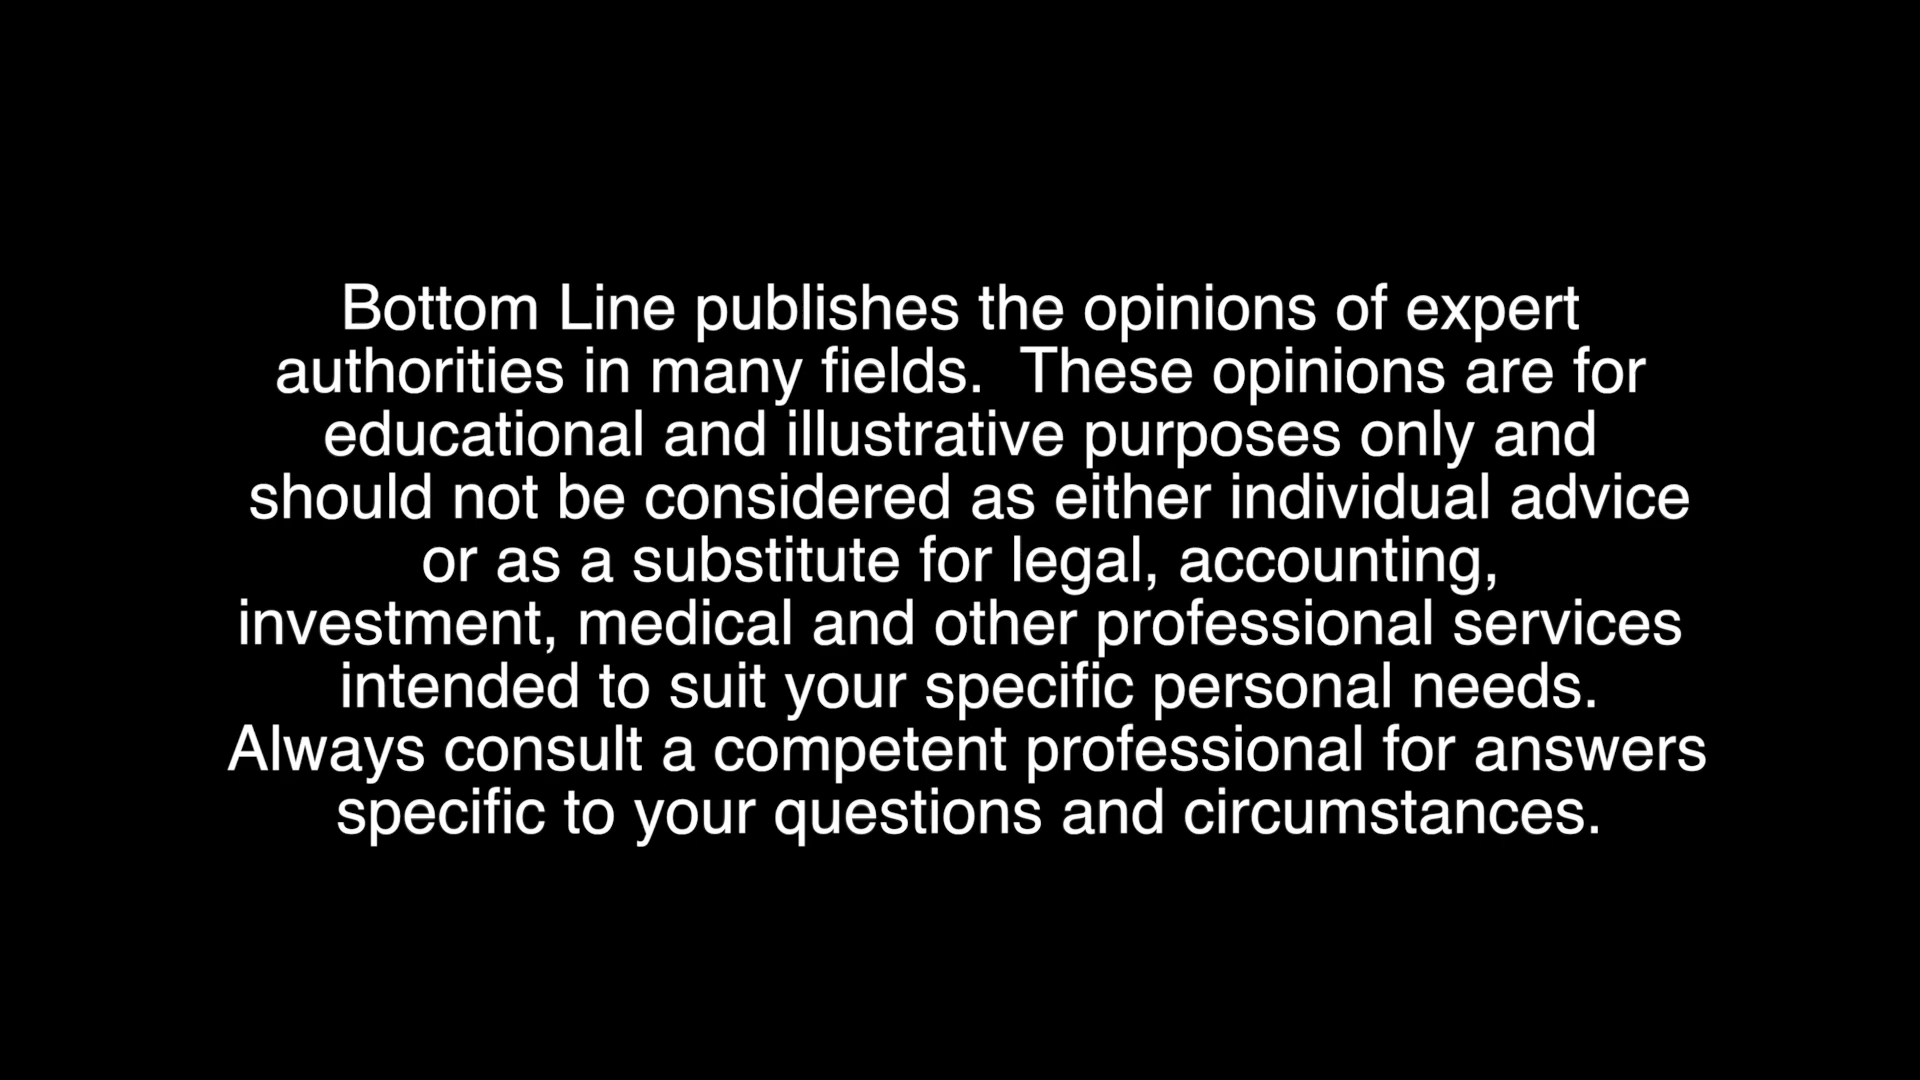 Bottom Line publishes the opinions of expert
authorities in many fields.  These opinions are for
educational and illustrative purposes only and
should not be considered as either individual advice
or as a substitute for legal, accounting,
investment, medical and other professional services
intended to suit your specific personal needs.
Always consult a competent professional for answers
specific to your questions and circumstances.